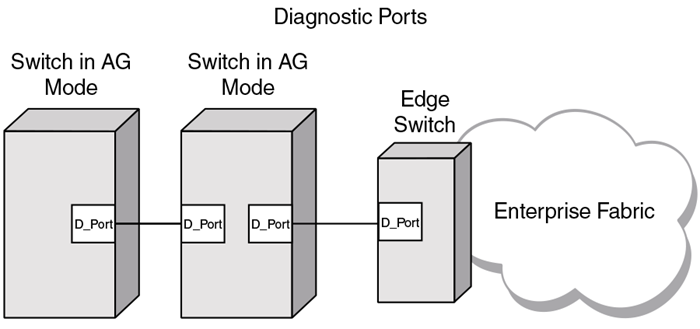 Diagnostic Ports
Switch in AG
Mode
Switch in AG
Mode
Edge
Switch
D_Port
D_Port
D_Port
D_Port
Enterprise Fabric